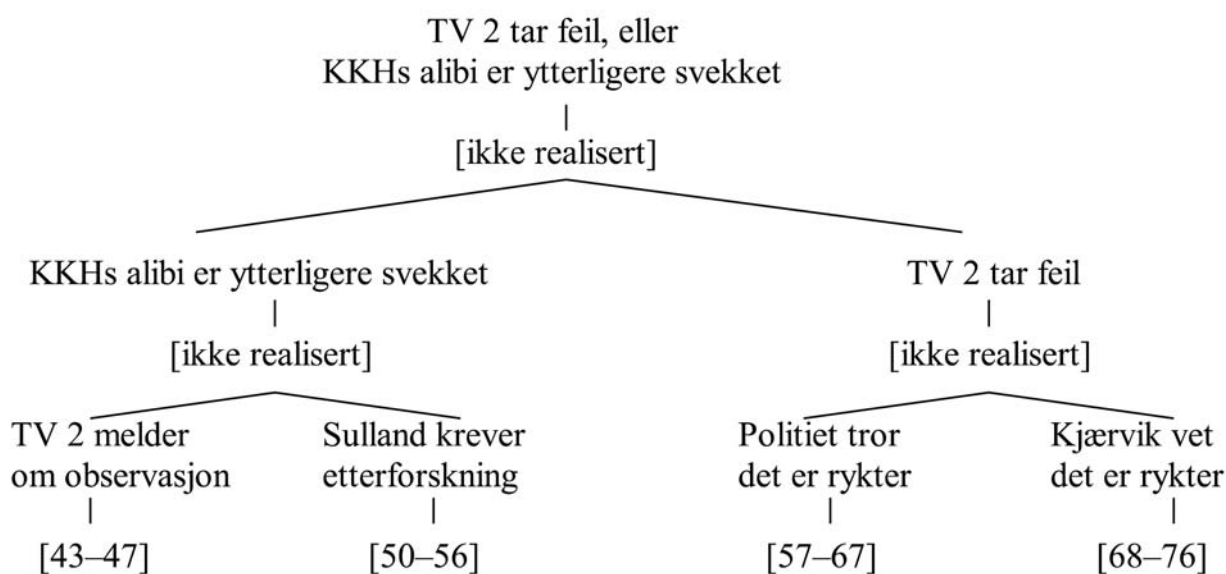 TV 2 tar feil, eller
KKHs alibi er ytterligere svekket
[ikke realisert]
KKHs alibi er ytterligere svekket
TV 2 tar feil
[ikke realisert]
[ikke realisert]
TV 2 melder
om observasjon
Sulland krever
etterforskning
Politiet tror
det er rykter
Kjærvik vet
det er rykter
[43–47]
[50–56]
[57–67]
[68–76]